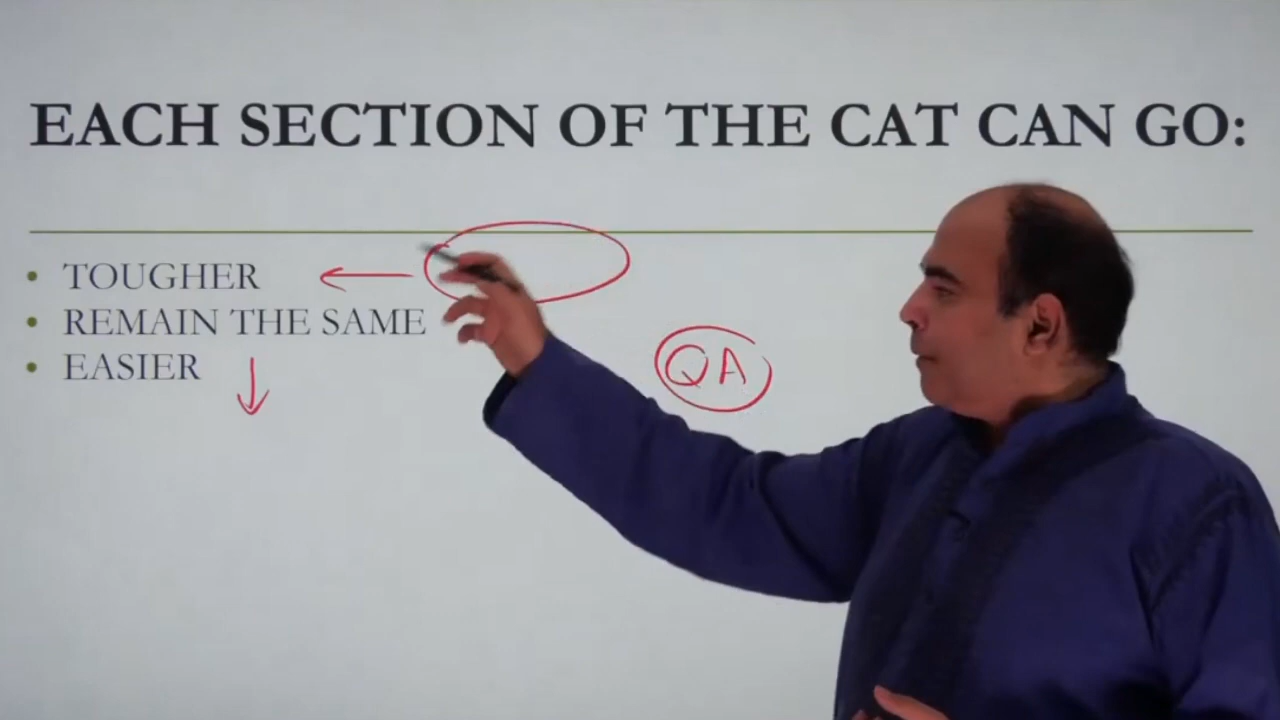 EACH SECTION OF THE CAT CAN GO:
• TOUGHER
• REMAIN THE SAME
• EASIER
QA